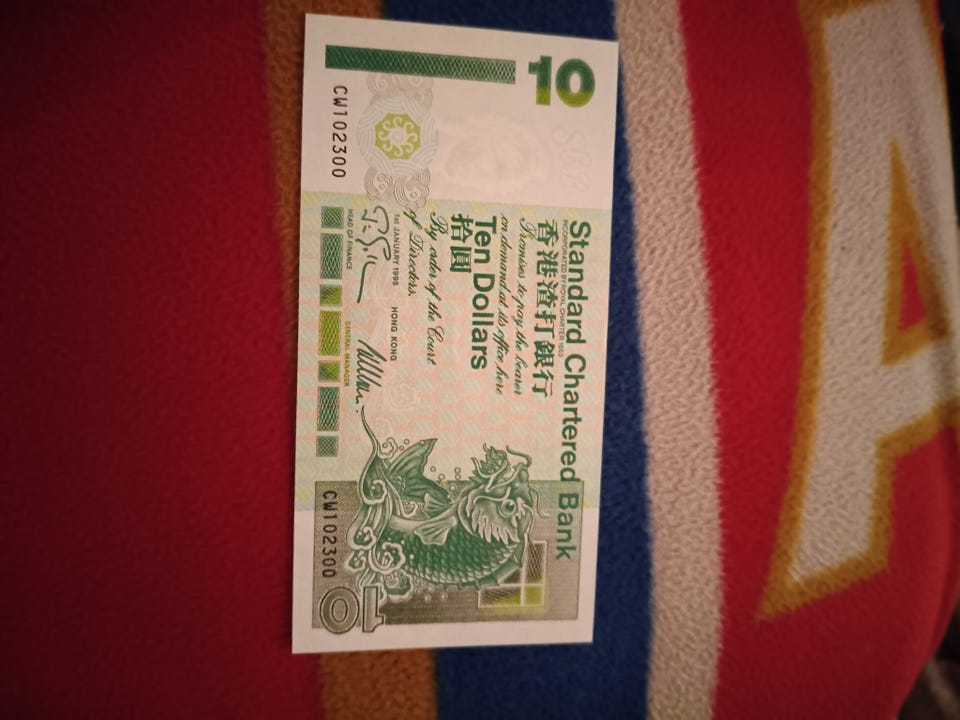 Standard Chartered Bank
INCORPORATED BY ROYAL CHARTER 1853
香港渣打銀行
Promises to pay the bearer
on demand at its office here
Ten Dollars
拾圓
By order of the Court
of Directors.
1st JANUARY 1995 HONG KONG
HEAD OF FINANCE GENERAL MANAGER
10
CW102300
CW102300
10
A